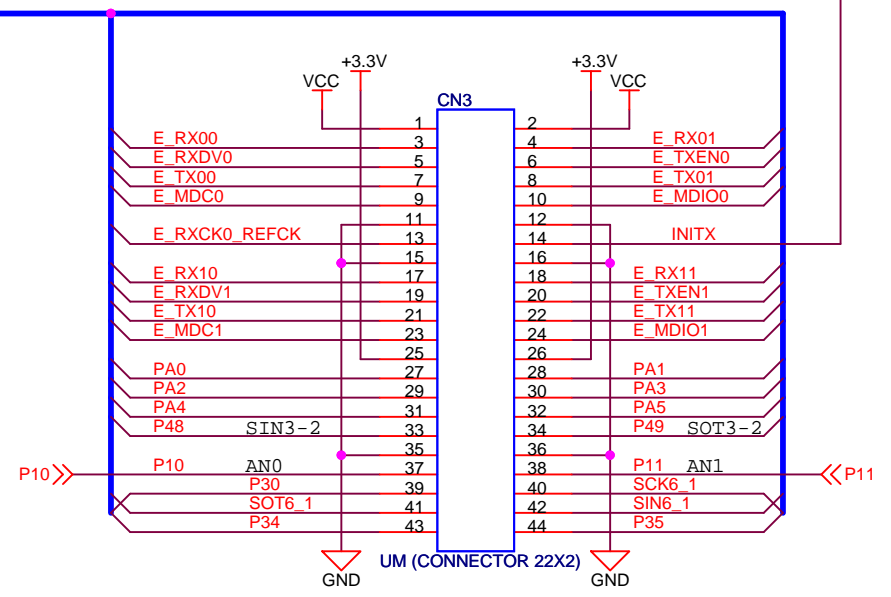 +3.3V +3.3V
VCC VCC
CN3
1 2
E_RX00 3 4 E_RX01
E_RXDV0 5 6 E_TXEN0
E_TX00 7 8 E_TX01
E_MDC0 9 10 E_MDIO0
11 12
E_RXCK0_REFCK 13 14 INITX
15 16
E_RX10 17 18 E_RX11
E_RXDV1 19 20 E_TXEN1
E_TX10 21 22 E_TX11
E_MDC1 23 24 E_MDIO1
25 26
PA0 27 28 PA1
PA2 29 30 PA3
PA4 31 32 PA5
P48 SIN3-2 33 34 P49 SOT3-2
35 36
P10 P10 AN0 37 38 P11 AN1 P11
P30 39 40 SCK6_1
SOT6_1 41 42 SIN6_1
P34 43 44 P35
UM (CONNECTOR 22X2)
GND GND